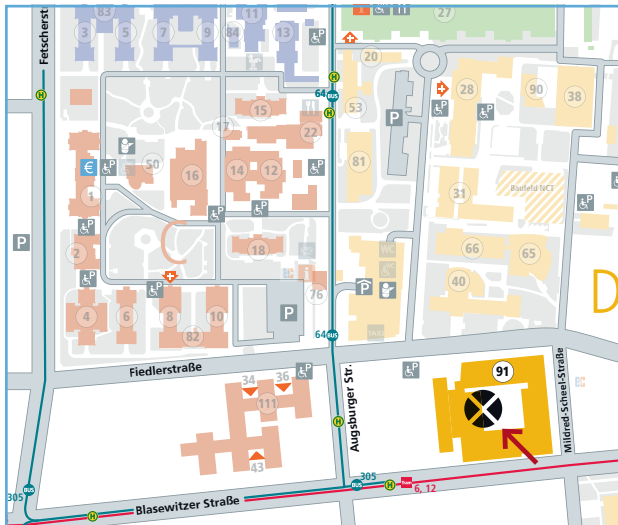 Fetscherstr
83
11
27
3
5
7
9
84
13
P
H
H
20
64 BUS
28
90
38
53
15
H
17
22
P
81
€
P
50
16
14
12
31
Baufeld NCT
1
P
P
2
18
WC
66
65
40
76
P
P
4
6
8
10
82
TAXI
64 BUS
D
Fiedlerstraße
34
36
P
91
111
Augsburger Str.
Mildred-Scheel-Straße
H
43
305
BUS
305
BUS
H
6, 12
Blasewitzer Straße
H